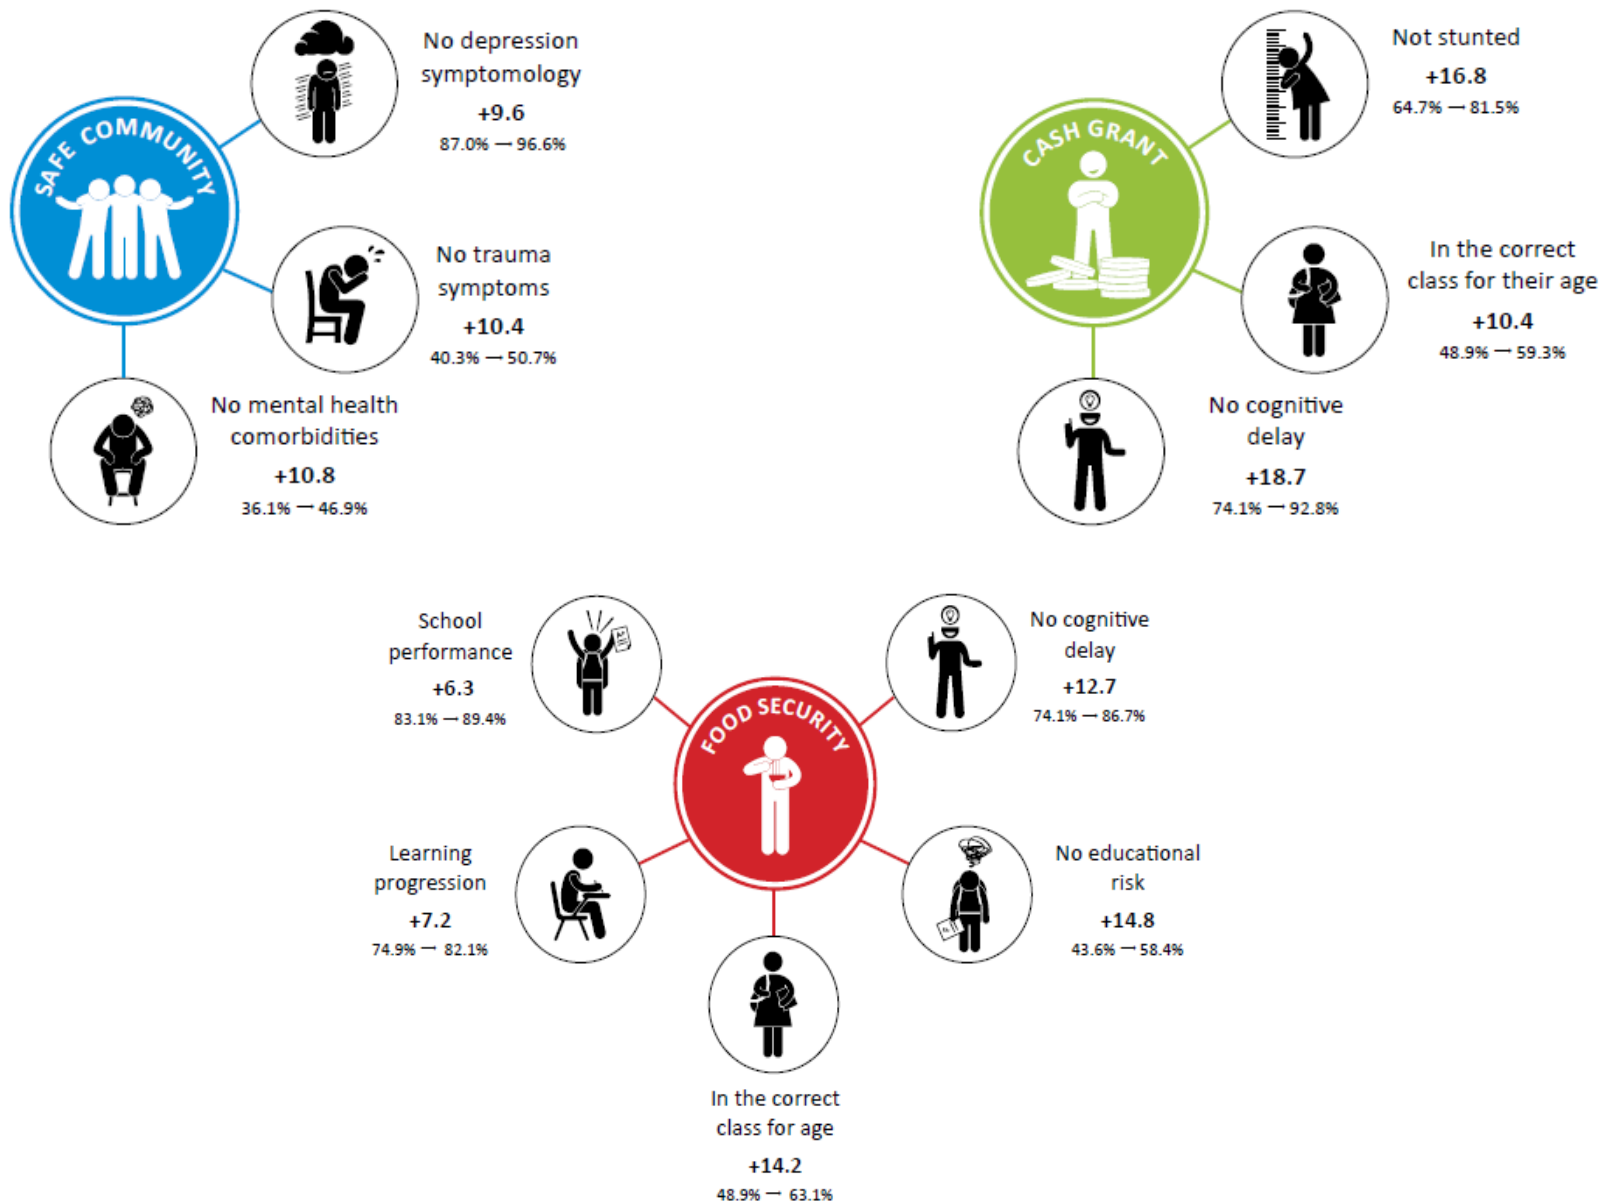 SAFE COMMUNITY
No depression
symptomology
+9.6
87.0% → 96.6%
No trauma
symptoms
+10.4
40.3% → 50.7%
No mental health
comorbidities
+10.8
36.1% → 46.9%
CASH GRANT
Not stunted
+16.8
64.7% → 81.5%
In the correct
class for their age
+10.4
48.9% → 59.3%
No cognitive
delay
+18.7
74.1% → 92.8%
FOOD SECURITY
School
performance
+6.3
83.1% → 89.4%
No cognitive
delay
+12.7
74.1% → 86.7%
Learning
progression
+7.2
74.9% → 82.1%
No educational
risk
+14.8
43.6% → 58.4%
In the correct
class for age
+14.2
48.9% → 63.1%